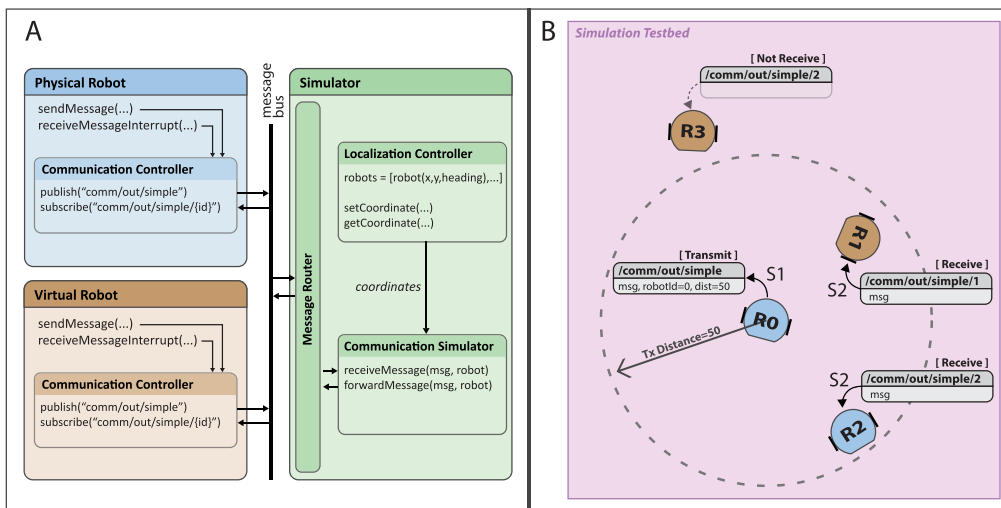 A
Physical Robot
sendMessage(...)
receiveMessageInterrupt(...)
Communication Controller
publish(“comm/out/simple”)
subscribe(“comm/out/simple/{id}”)
Virtual Robot
sendMessage(...)
receiveMessageInterrupt(...)
Communication Controller
publish(“comm/out/simple”)
subscribe(“comm/out/simple/{id}”)
message
bus
Simulator
Message Router
Localization Controller
robots = [robot(x,y,heading),...]
setCoordinate(...)
getCoordinate(...)
coordinates
Communication Simulator
receiveMessage(msg, robot)
forwardMessage(msg, robot)
B
Simulation Testbed
[ Not Receive ]
/comm/out/simple/2
R3
R1
[ Transmit ]
/comm/out/simple
msg, robotId=0, dist=50
S1
R0
[ Receive ]
/comm/out/simple/1
msg
S2
Tx Distance=50
[ Receive ]
/comm/out/simple/2
msg
S2
R2